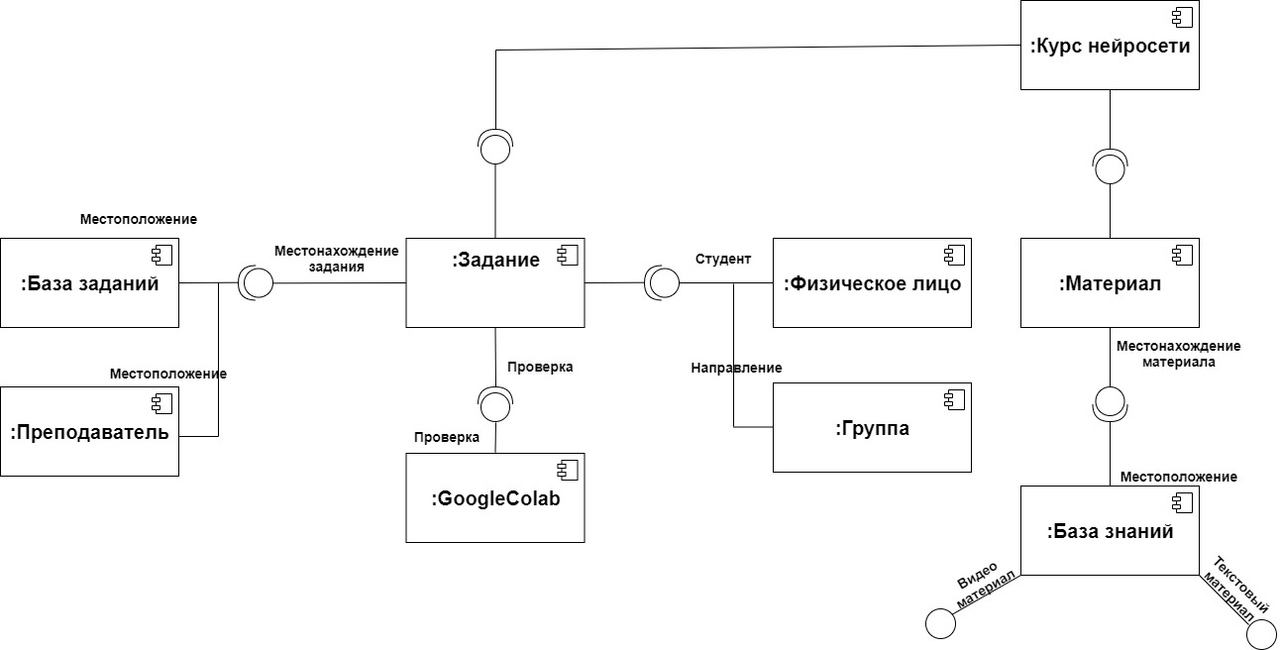 :Курс нейросети
Местоположение
:База заданий
Местонахождение
задания
:Задание
Студент
:Физическое лицо
:Материал
Местоположение
:Преподаватель
Проверка
Проверка
:GoogleColab
Направление
:Группа
Местонахождение
материала
Местоположение
:База знаний
Видео
материал
Текстовый
материал